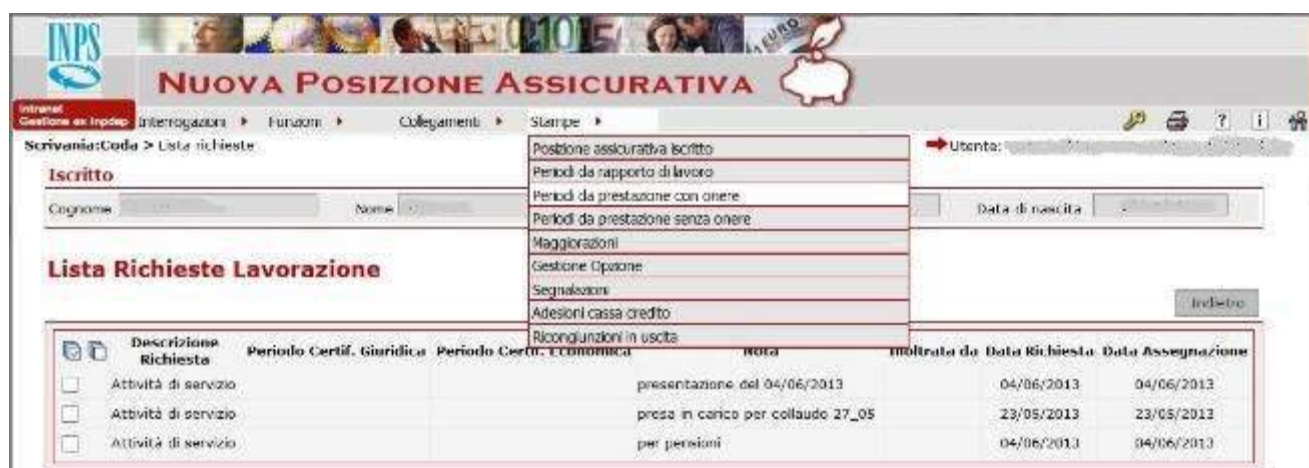 INPS
EURO
NUOVA POSIZIONE ASSICURATIVA
Intranet
Gestione ex Inpdap
Interrogazioni Funzioni Collegamenti Stampe
? i
Scrivania:Coda > Lista richieste
Utente:
Posizione assicurativa iscritto
Periodi da rapporto di lavoro
Periodi da prestazione con onere
Periodi da prestazione senza onere
Maggiorazioni
Gestione Opzione
Segnalazioni
Adesioni cassa credito
Ricongiunzioni in uscita
Iscritto
Cognome Nome Data di nascita
Lista Richieste Lavorazione
Indietro
Descrizione Richiesta Periodo Certif. Giuridica Periodo Certif. Economica Nota Inoltrata da Data Richiesta Data Assegnazione
Attività di servizio presentazione del 04/06/2013 04/06/2013 04/06/2013
Attività di servizio presa in carico per collaudo 27_05 23/05/2013 23/05/2013
Attività di servizio per pensioni 04/06/2013 04/06/2013